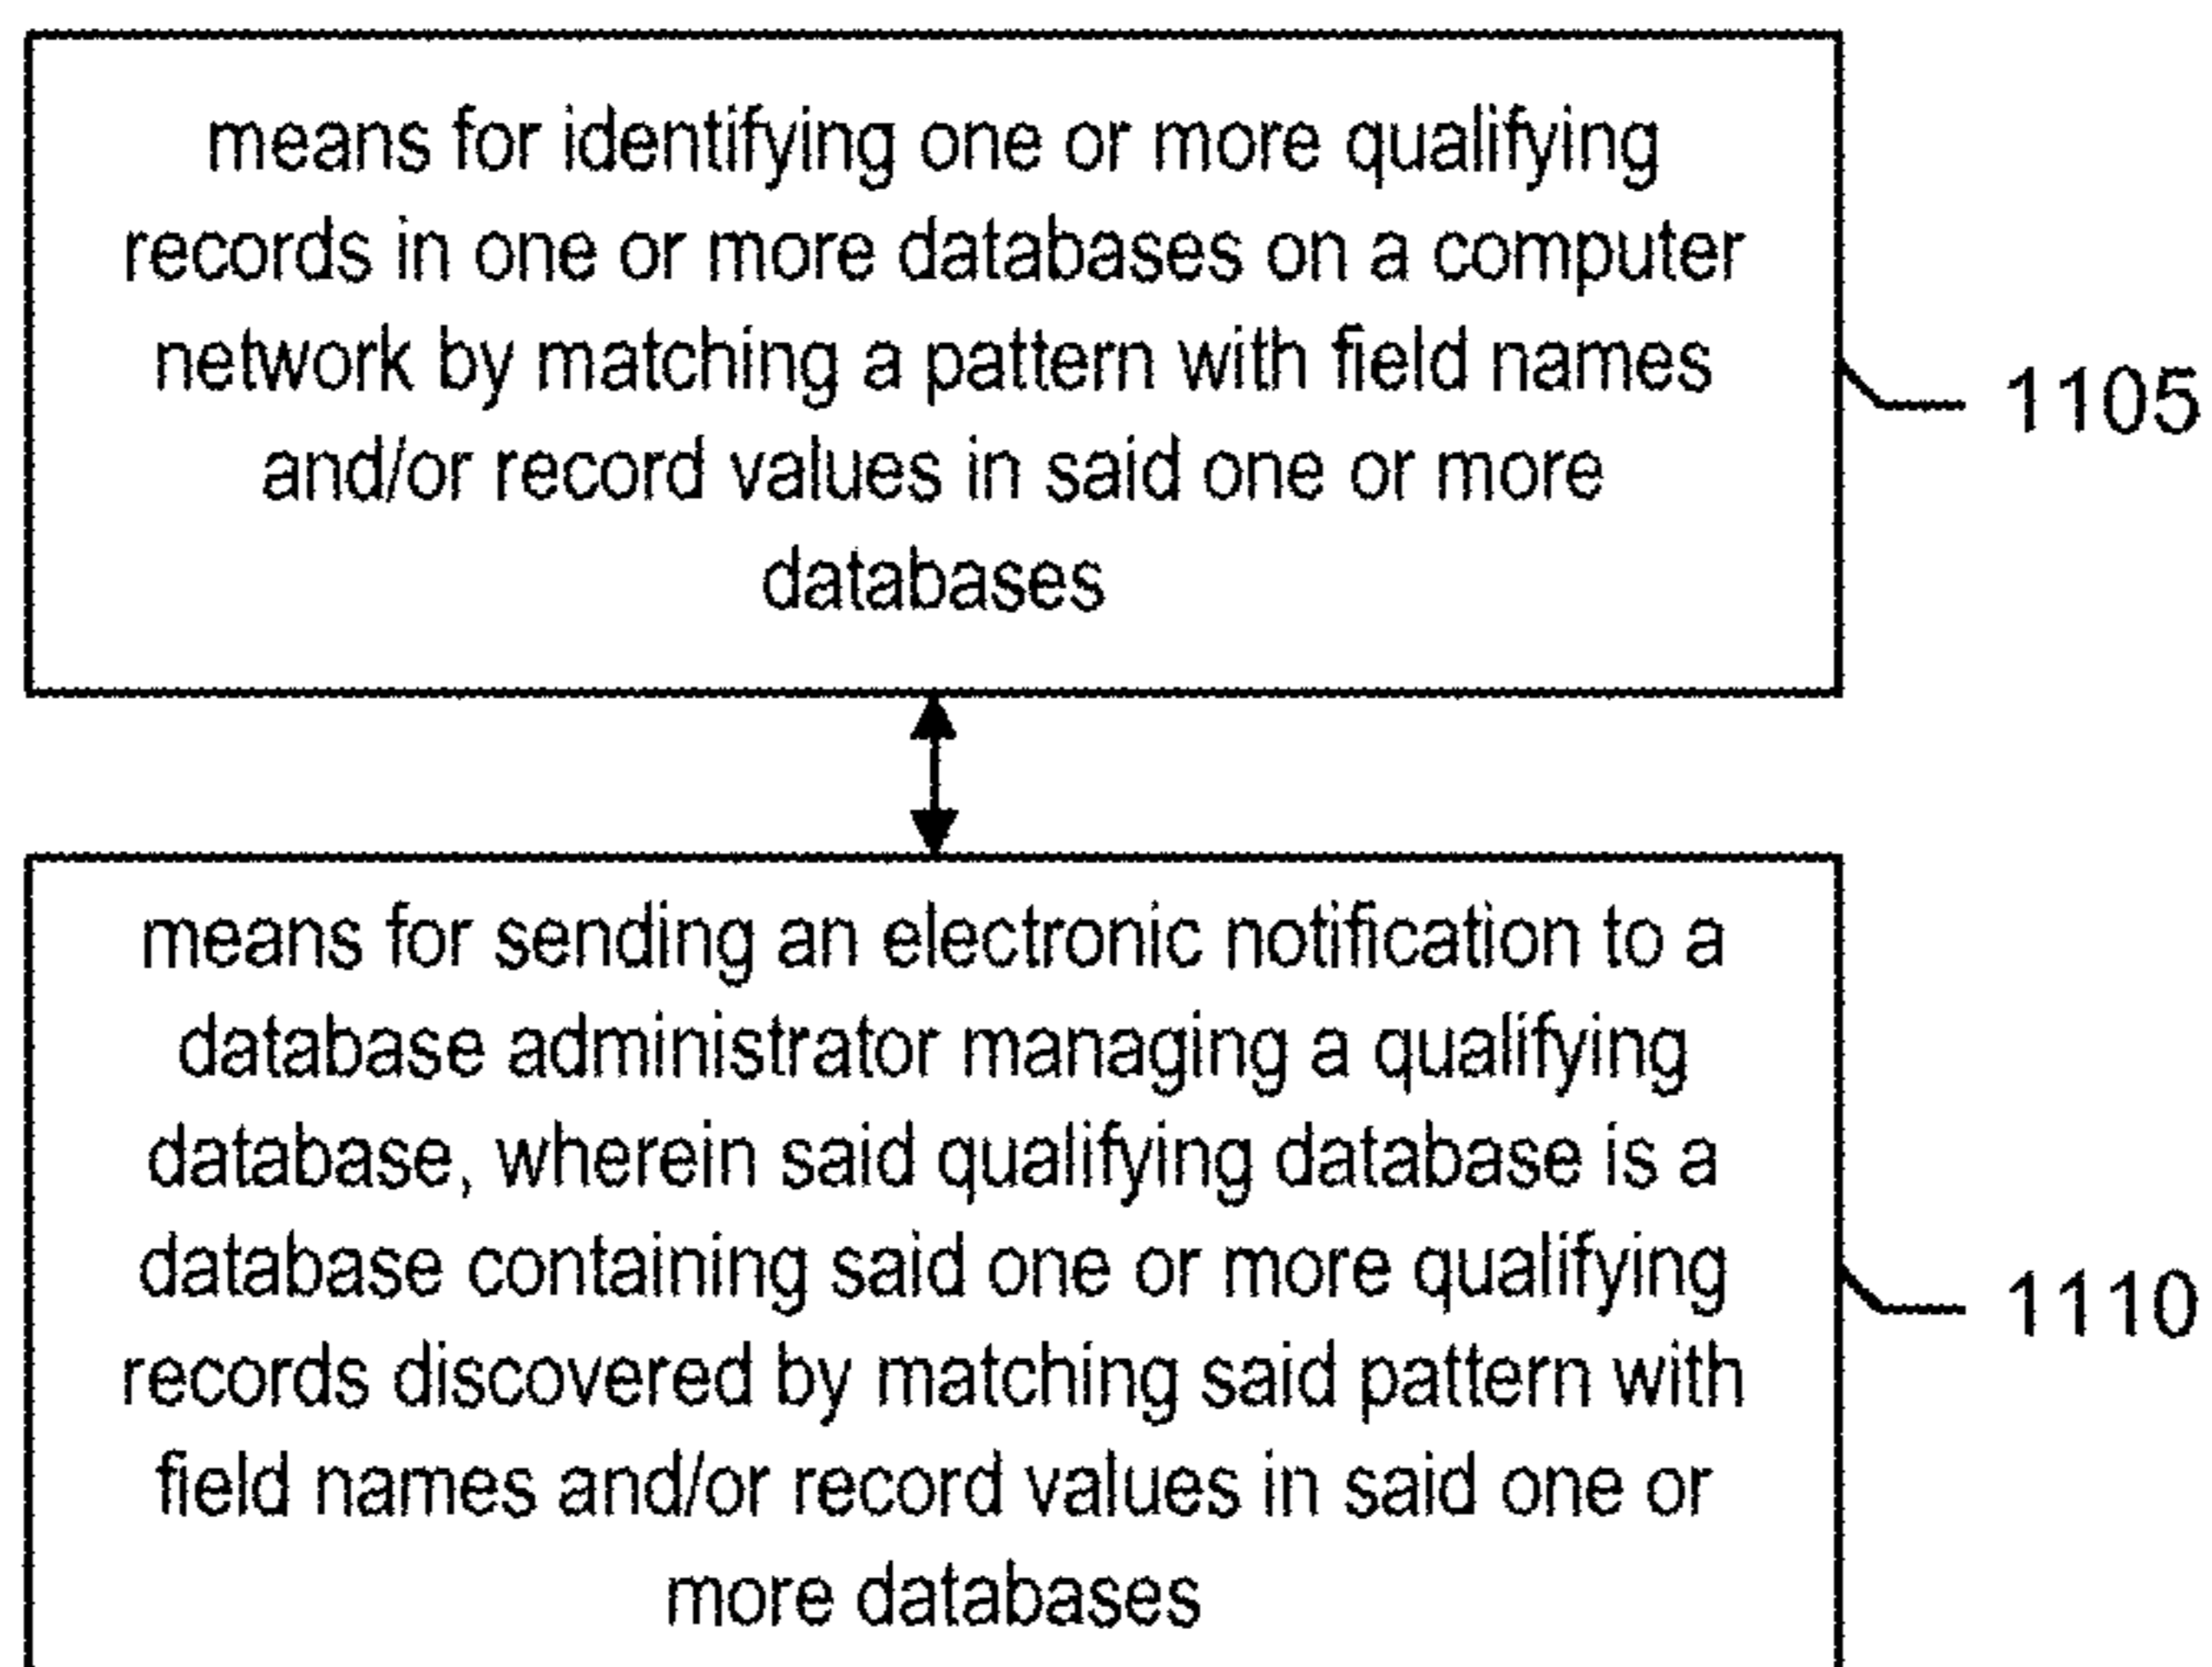 means for identifying one or more qualifying
records in one or more databases on a computer
network by matching a pattern with field names
and/or record values in said one or more
databases
1105
means for sending an electronic notification to a
database administrator managing a qualifying
database, wherein said qualifying database is a
database containing said one or more qualifying
records discovered by matching said pattern with
field names and/or record values in said one or
more databases
1110